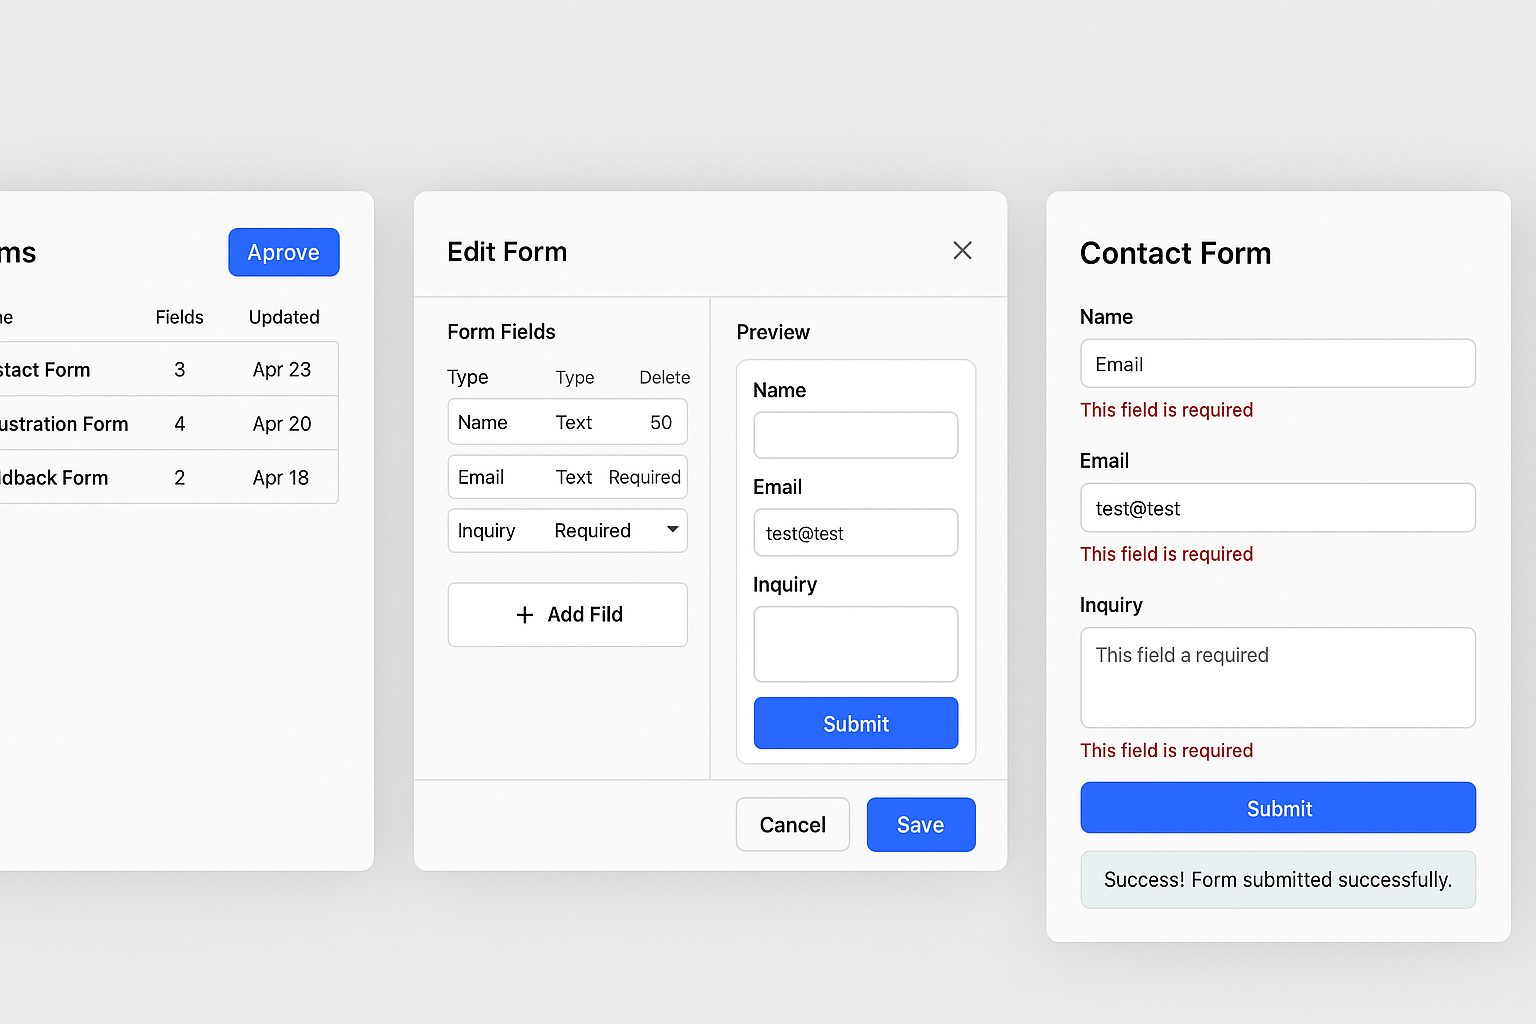 ms
Aprove
ne Fields Updated
stact Form 3 Apr 23
ustration Form 4 Apr 20
dback Form 2 Apr 18
Edit Form
Form Fields
Type Type Delete
Name Text 50
Email Text Required
Inquiry Required
+ Add Fild
Preview
Name
Email
test@test
Inquiry
Submit
Cancel
Save
Contact Form
Name
Email
This field is required
Email
test@test
This field is required
Inquiry
This field a required
This field is required
Submit
Success! Form submitted successfully.